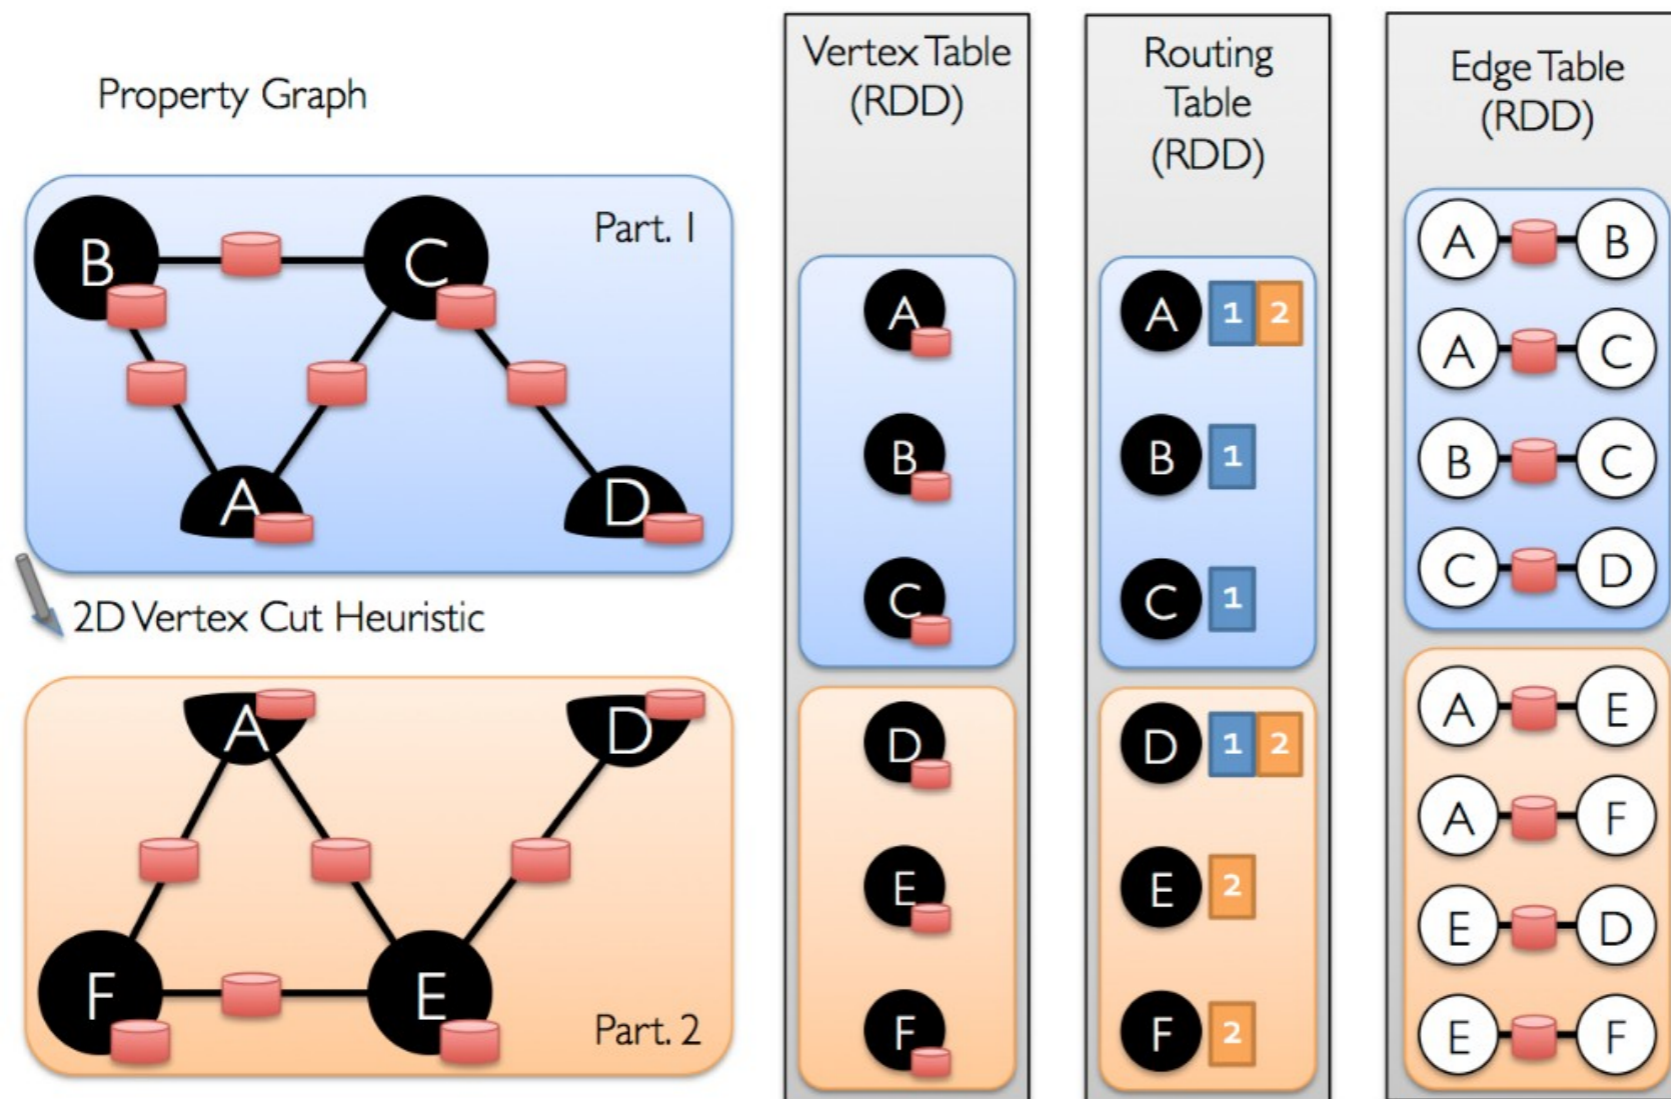 Property Graph
Part. 1
B
C
A
D
2D Vertex Cut Heuristic
A
D
F
E
Part. 2
Vertex Table
(RDD)
A
B
C
D
E
F
Routing
Table
(RDD)
A 1 2
B 1
C 1
D 1 2
E 2
F 2
Edge Table
(RDD)
A B
A C
B C
C D
A E
A F
E D
E F